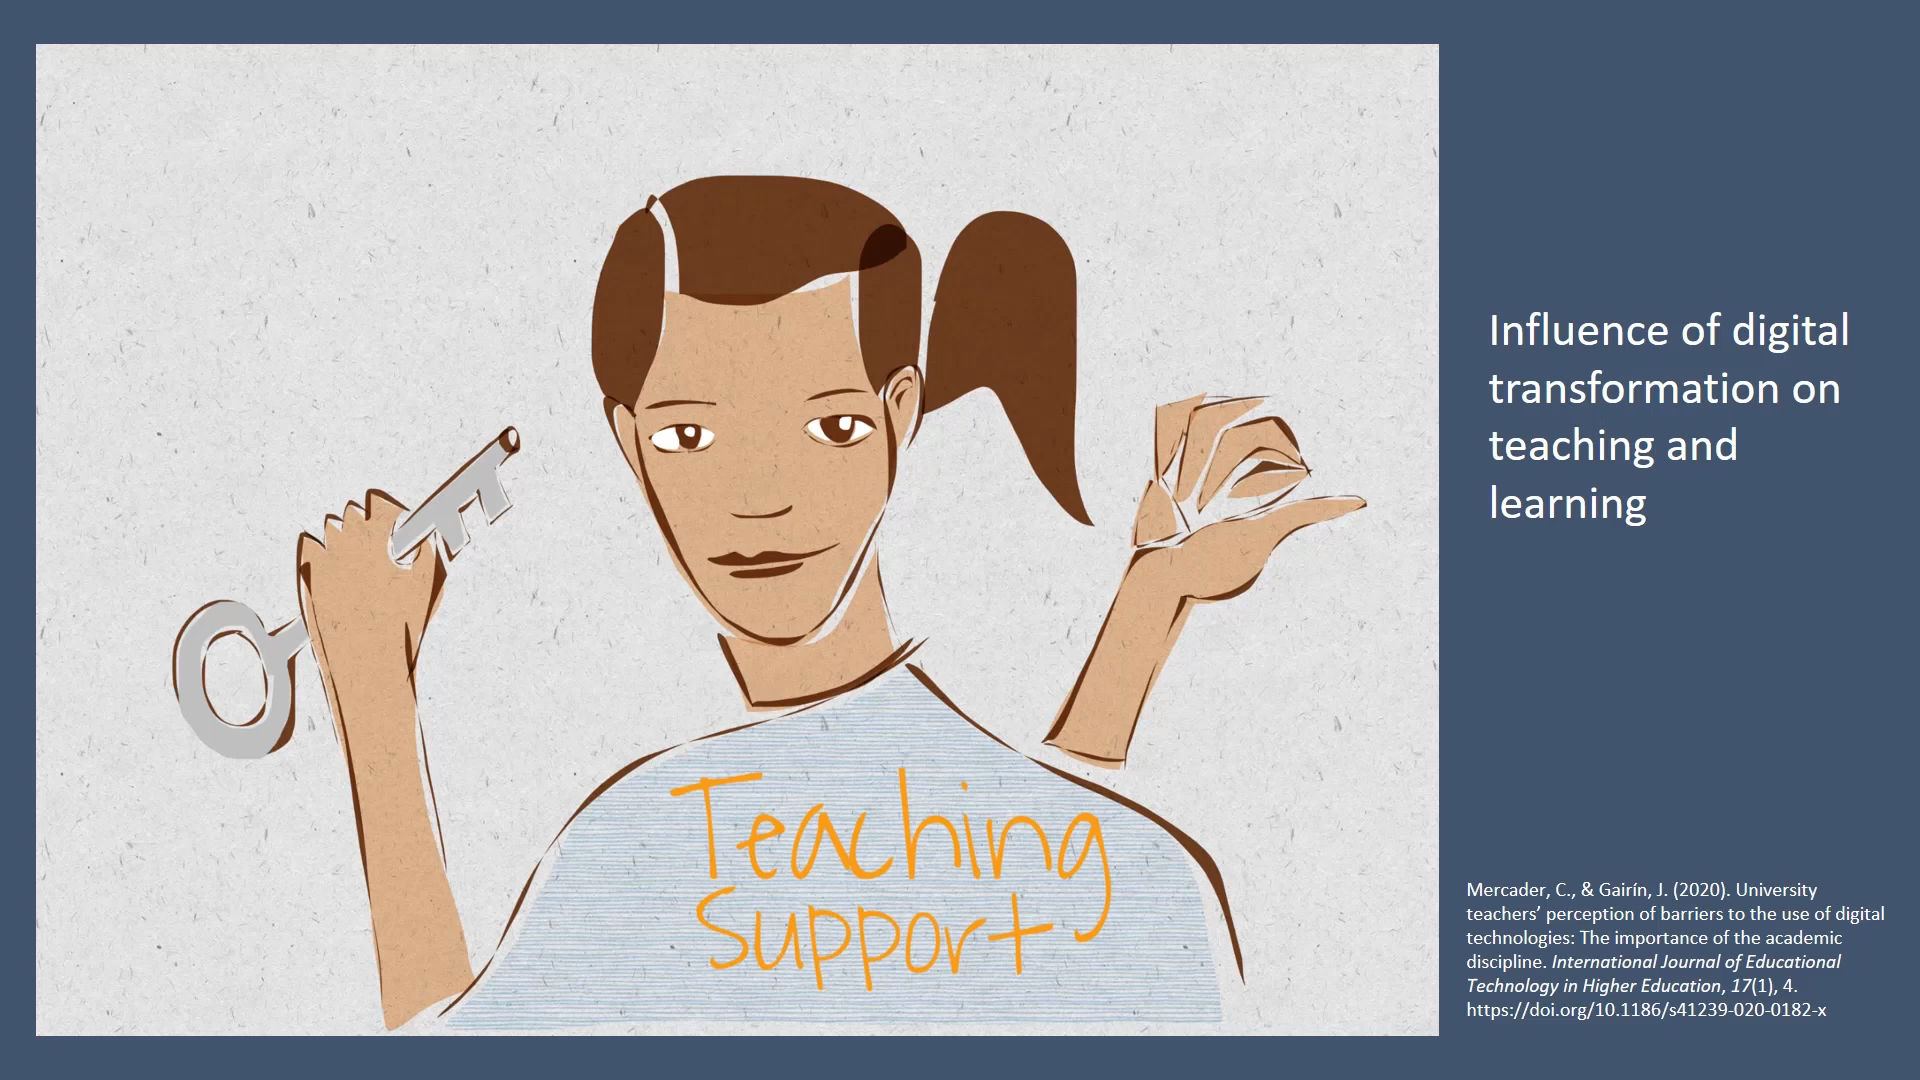 Teaching
Support
Influence of digital
transformation on
teaching and
learning
Mercader, C., & Gairín, J. (2020). University
teachers’ perception of barriers to the use of digital
technologies: The importance of the academic
discipline. International Journal of Educational
Technology in Higher Education, 17(1), 4.
https://doi.org/10.1186/s41239-020-0182-x